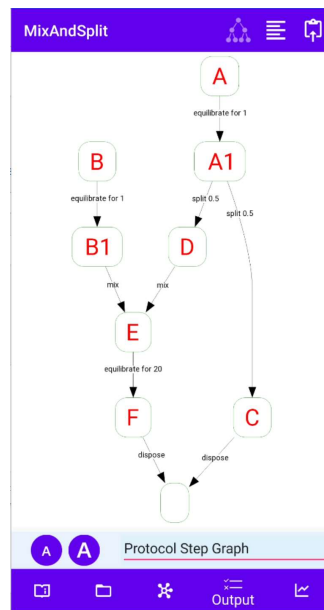 MixAndSplit
A
equilibrate for 1
B
A1
equilibrate for 1
split 0.5
split 0.5
B1
D
mix
mix
E
equilibrate for 20
F
C
dispose
dispose
A
A
Protocol Step Graph
Output